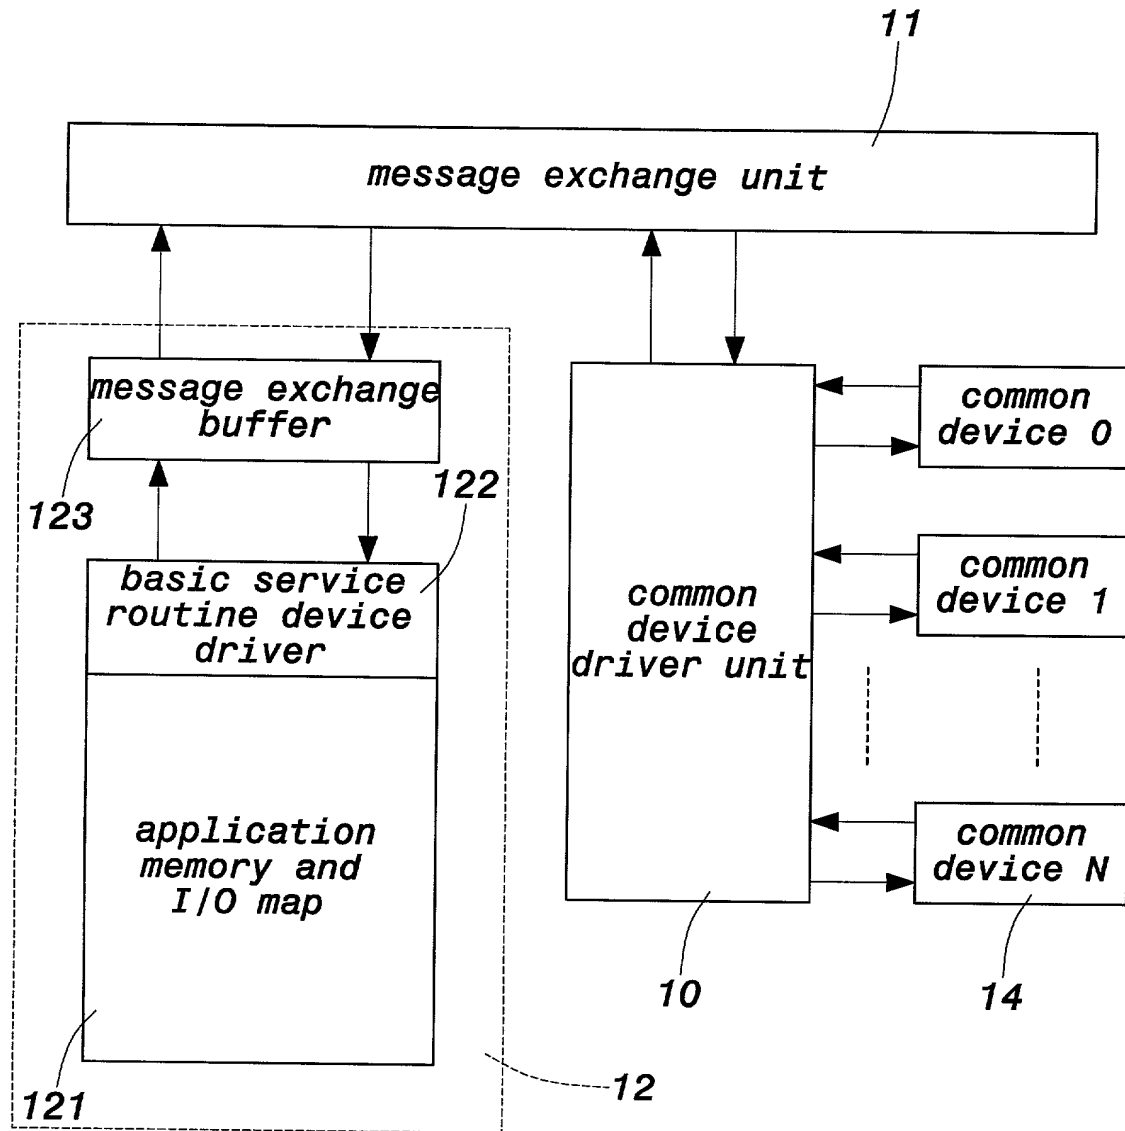 11
message exchange unit
message exchange
buffer
123
122
basic service
routine device
driver
application
memory and
I/O map
121
12
common
device
driver unit
10
common
device 0
common
device 1
common
device N
14